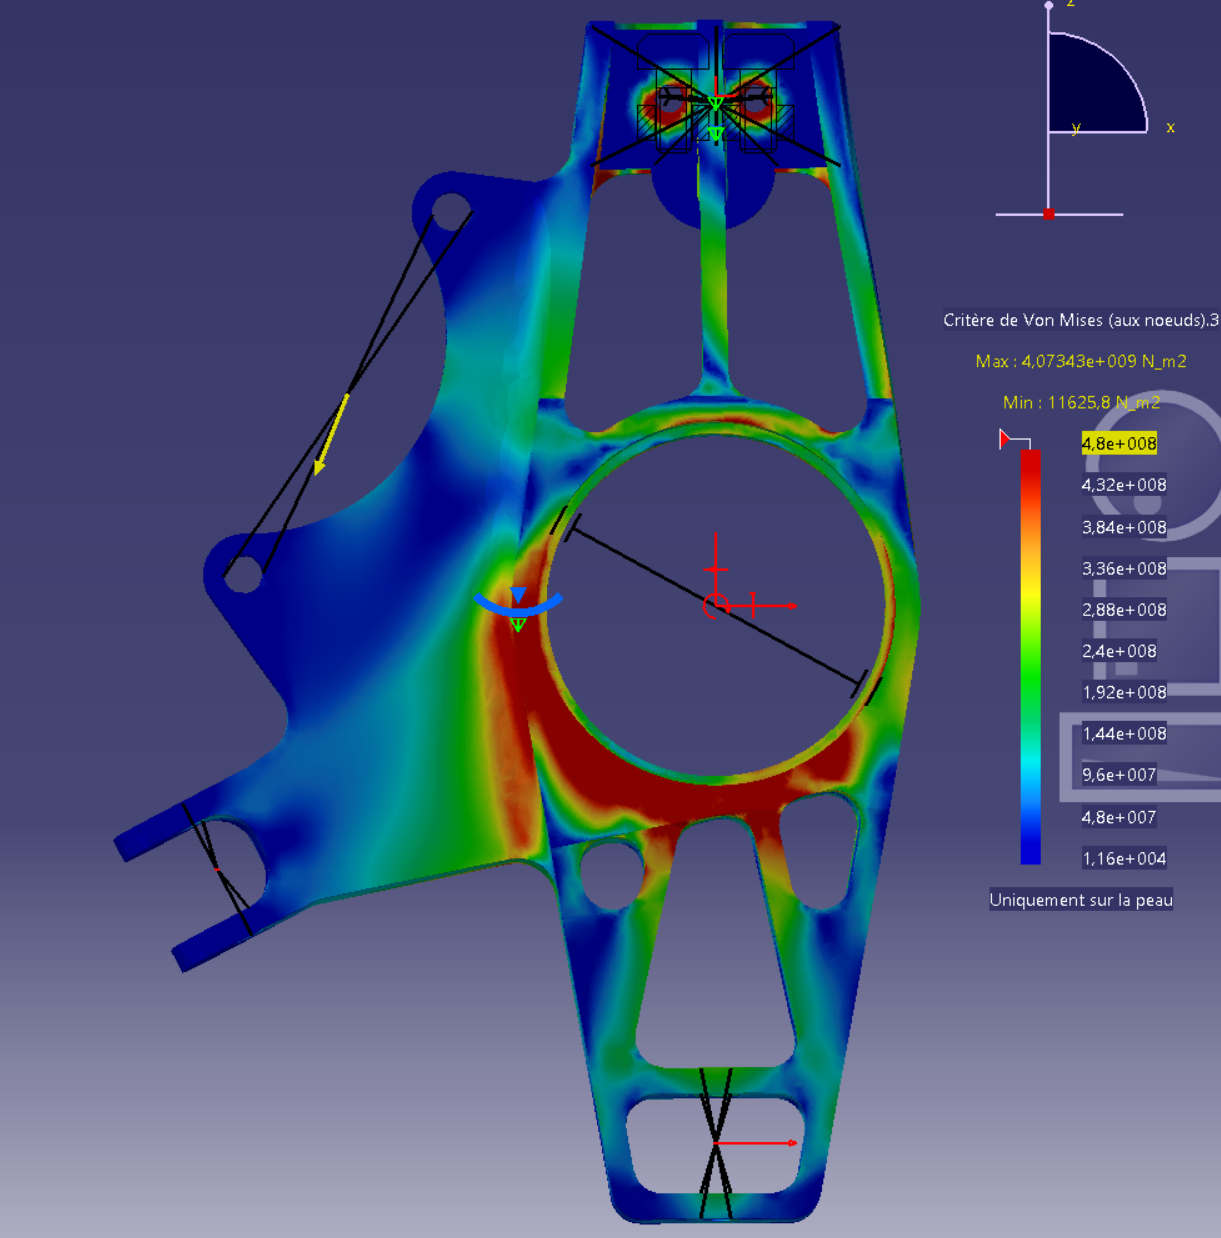 z
y
x
Critère de Von Mises (aux noeuds).3
Max : 4,07343e+009 N_m2
Min : 11625,8 N_m2
4,8e+008
4,32e+008
3,84e+008
3,36e+008
2,88e+008
2,4e+008
1,92e+008
1,44e+008
9,6e+007
4,8e+007
1,16e+004
Uniquement sur la peau